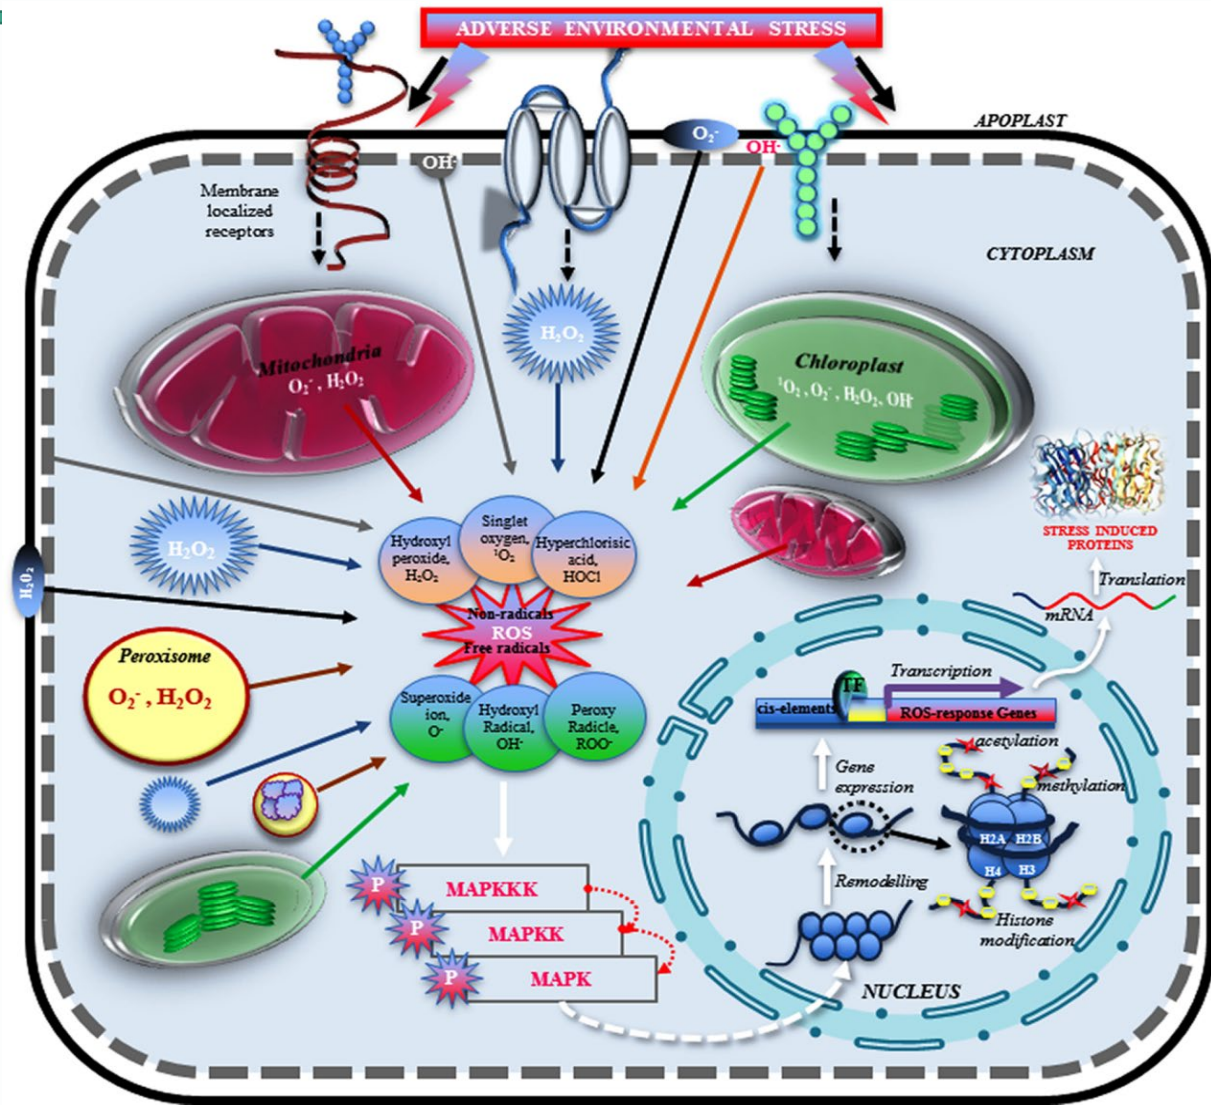 ADVERSE ENVIRONMENTAL STRESS
APOPLAST
O₂⁻
OH⁻
OH⁻
Membrane
localized
receptors
CYTOPLASM
H₂O₂
Mitochondria
O₂⁻, H₂O₂
Chloroplast
¹O₂, O₂⁻, H₂O₂, OH⁻
STRESS INDUCED
PROTEINS
Translation
mRNA
H₂O₂
H₂O₂
Hydroxyl
peroxide,
H₂O₂
Singlet
oxygen,
¹O₂
Hyperchlorisic
acid,
HOCl
Non-radicals
ROS
Free radicals
Peroxisome
O₂⁻, H₂O₂
Superoxide
ion,
O⁻
Hydroxyl
Radical,
OH⁻
Peroxy
Radicle,
ROO⁻
TF
Transcription
cis-elements
ROS-response Genes
acetylation
methylation
Gene
expression
H2A
H2B
H4
H3
Remodelling
Histone
modification
NUCLEUS
P
MAPKKK
P
MAPKK
P
MAPK